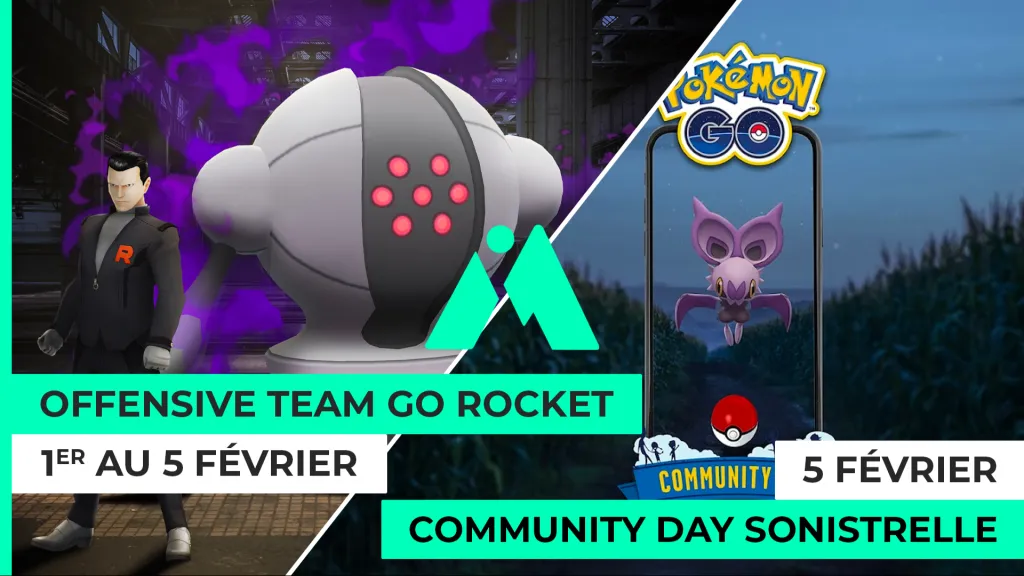 POKÉMON
GO
R
OFFENSIVE TEAM GO ROCKET
1ER AU 5 FÉVRIER
COMMUNITY
5 FÉVRIER
COMMUNITY DAY SONISTRELLE